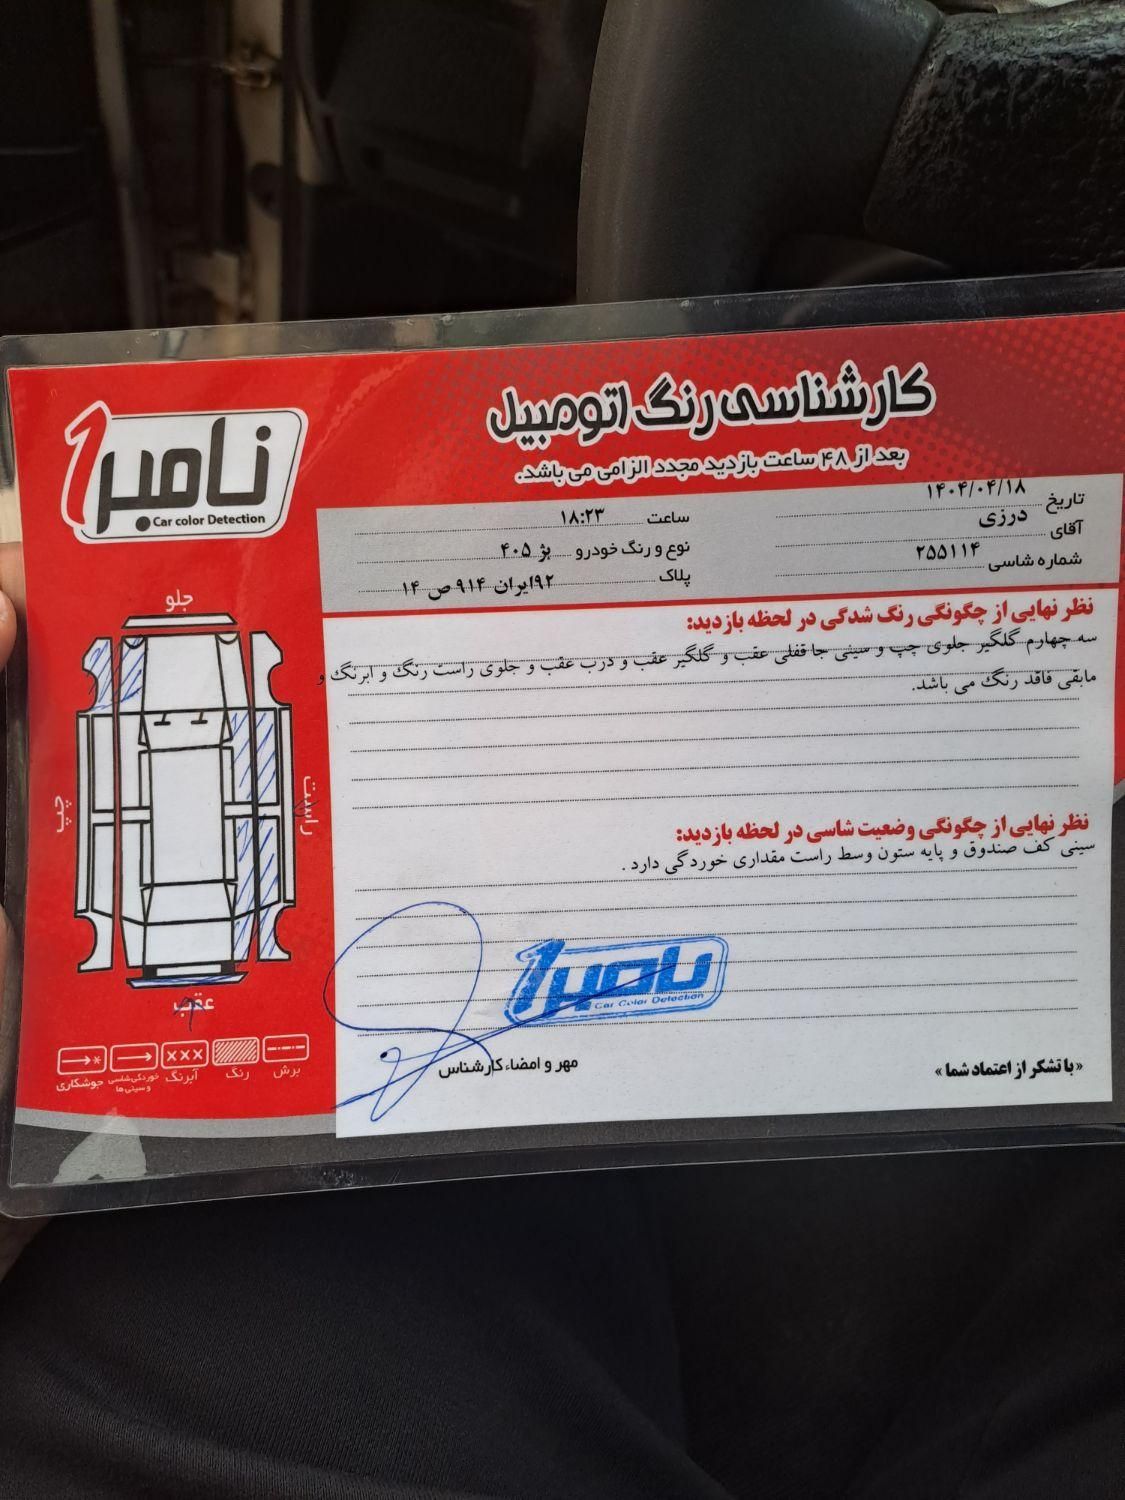 کارشناسی رنگ اتومبیل
بعد از ۴۸ ساعت بازدید مجدد الزامی می باشد.
نامبر1
Car color Detection
تاریخ ۱۴۰۴/۰۴/۱۸
ساعت ۱۸:۲۳
آقای درزی
نوع و رنگ خودرو پژ ۴۰۵
شماره شاسی ۲۵۵۱۱۴
پلاک ۹۲ایران ۹۱۴ص ۱۴
نظر نهایی از چگونگی رنگ شدگی در لحظه بازدید:
سه چهارم گلگیر جلوی چپ و سینی جا قفلی عقب و گلگیر عقب و درب عقب و جلوی راست رنگ و ابرنگ و
مابقی فاقد رنگ می باشد.
نظر نهایی از چگونگی وضعیت شاسی در لحظه بازدید:
سینی کف صندوق و پایه ستون وسط راست مقداری خوردگی دارد .
جلو
چپ
راست
عقب
برش
رنگ
آبرنگ
خوردگی شاسی
و سینی ها
جوشکاری
نامبر1
Car Color Detection
مهر و امضاء کارشناس
«با تشکر از اعتماد شما»